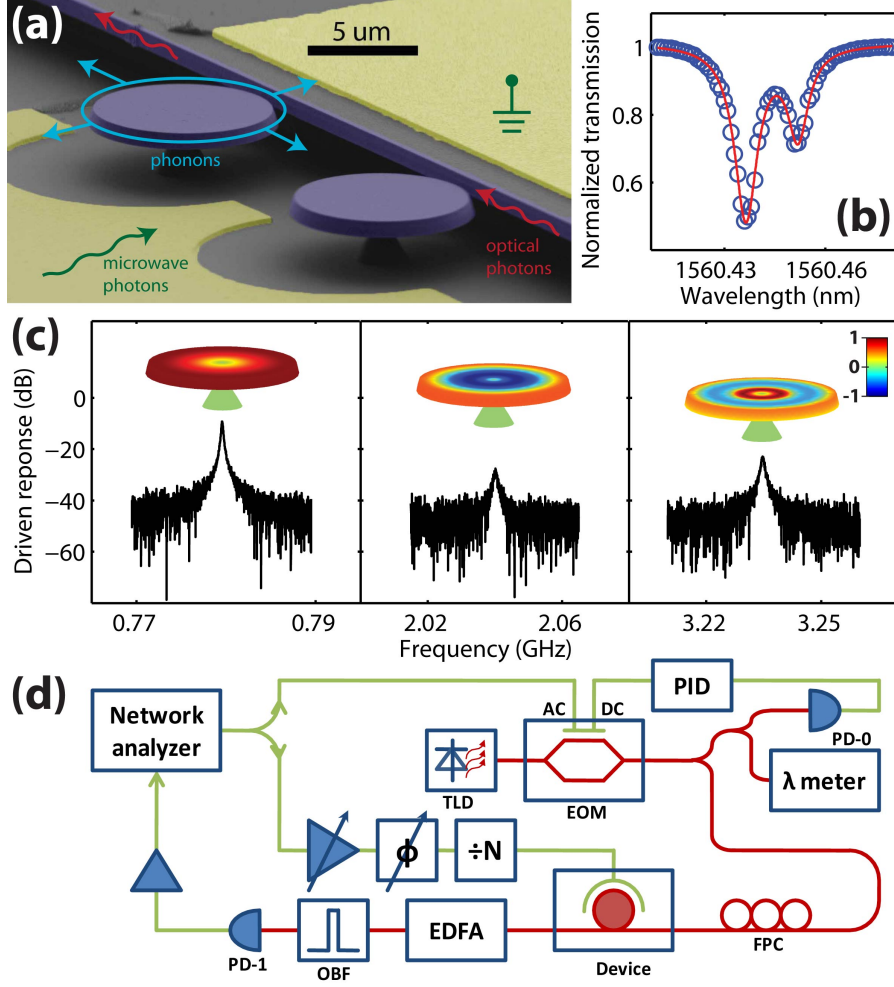 (a)
5 um
phonons
microwave
photons
optical
photons
(b)
Normalized transmission
1
0.8
0.6
1560.43
1560.46
Wavelength (nm)
(c)
Driven reponse (dB)
0
−20
−40
−60
1
0
-1
0.77
0.79
2.02
2.06
3.22
3.25
Frequency (GHz)
(d)
Network
analyzer
AC
DC
PID
PD-0
TLD
EOM
λ meter
ϕ
÷N
PD-1
OBF
EDFA
Device
FPC